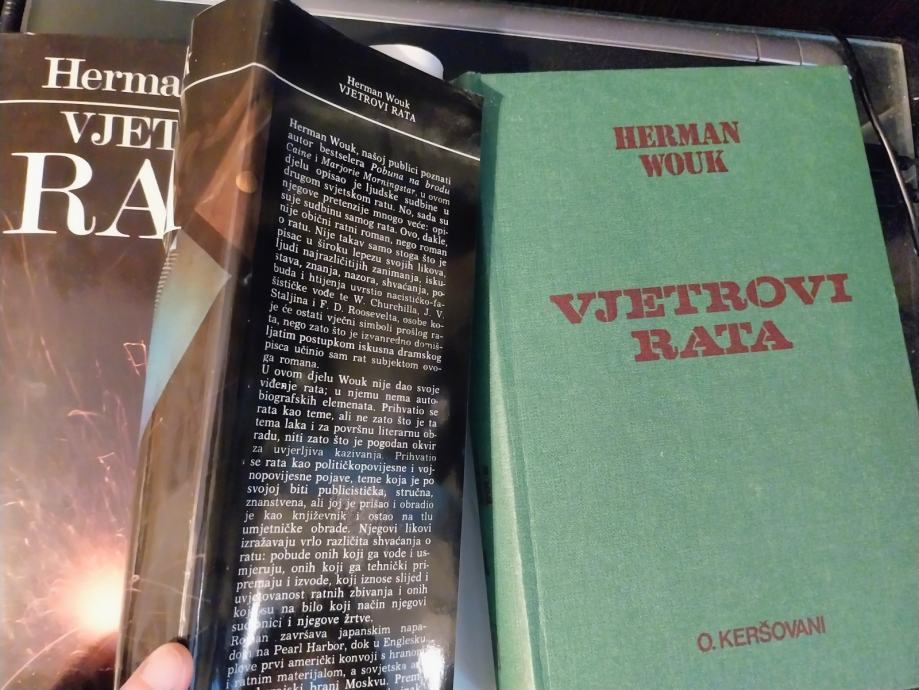 Herma
VJET
RA
Herman Wouk
VJETROVI RATA
Herman Wouk, našoj publici poznati
autor bestselera Pobuna na brodu
Caine i Marjorie Morningstar, u ovom
djelu opisao je ljudske sudbine u
drugom svjetskom ratu. No, sada su
njegove pretenzije mnogo veće: opi-
suje sudbinu samog rata. Ovo, dakle,
nije obični ratni roman, nego roman
o ratu. Nije takav samo stoga što je
pisac u široku lepezu svojih likova,
ljudi najrazličitijih zanimanja, isku-
stava, znanja, nazora, shvaćanja, po-
buda i htijenja uvrstio nacističko-fa-
šističke vođe te W. Churchilla, J. V.
Staljina i F. D. Roosevelta, osobe ko-
je će ostati vječni simboli prošlog ra-
ta, nego zato što je izvanredno domiš-
ljatim postupkom iskusna dramskog
pisca učinio sam rat subjektom ovo-
ga romana.
U ovom djelu Wouk nije dao svoje
viđenje rata; u njemu nema auto-
biografskih elemenata. Prihvatio se
rata kao teme, ali ne zato što je ta
tema laka i za površnu literarnu ob-
radu, niti zato što je pogodan okvir
za uvjerljiva kazivanja. Prihvatio
se rata kao političkopovijesne i voj-
nopovijesne pojave, teme koja je po
svojoj biti publicistička, stručna,
znanstvena, ali joj je prišao i obradio
je kao književnik i ostao na tlu
umjetničke obrade. Njegovi likovi
izražavaju vrlo različita shvaćanja o
ratu: pobude onih koji ga vode i us-
mjeruju, onih koji ga tehnički pri-
premaju i izvode, koji iznose slijed i
uvjetovanost ratnih zbivanja i onih
koji su na bilo koji način njegovi
sudionici i njegove žrtve.
Roman završava japanskim napa-
dom na Pearl Harbor, dok u Englesku
plove prvi američki konvoji s hranom
i ratnim materijalom, a sovjetska
brani Moskvu.
HERMAN
WOUK
VJETROVI
RATA
O. KERŠOVANI